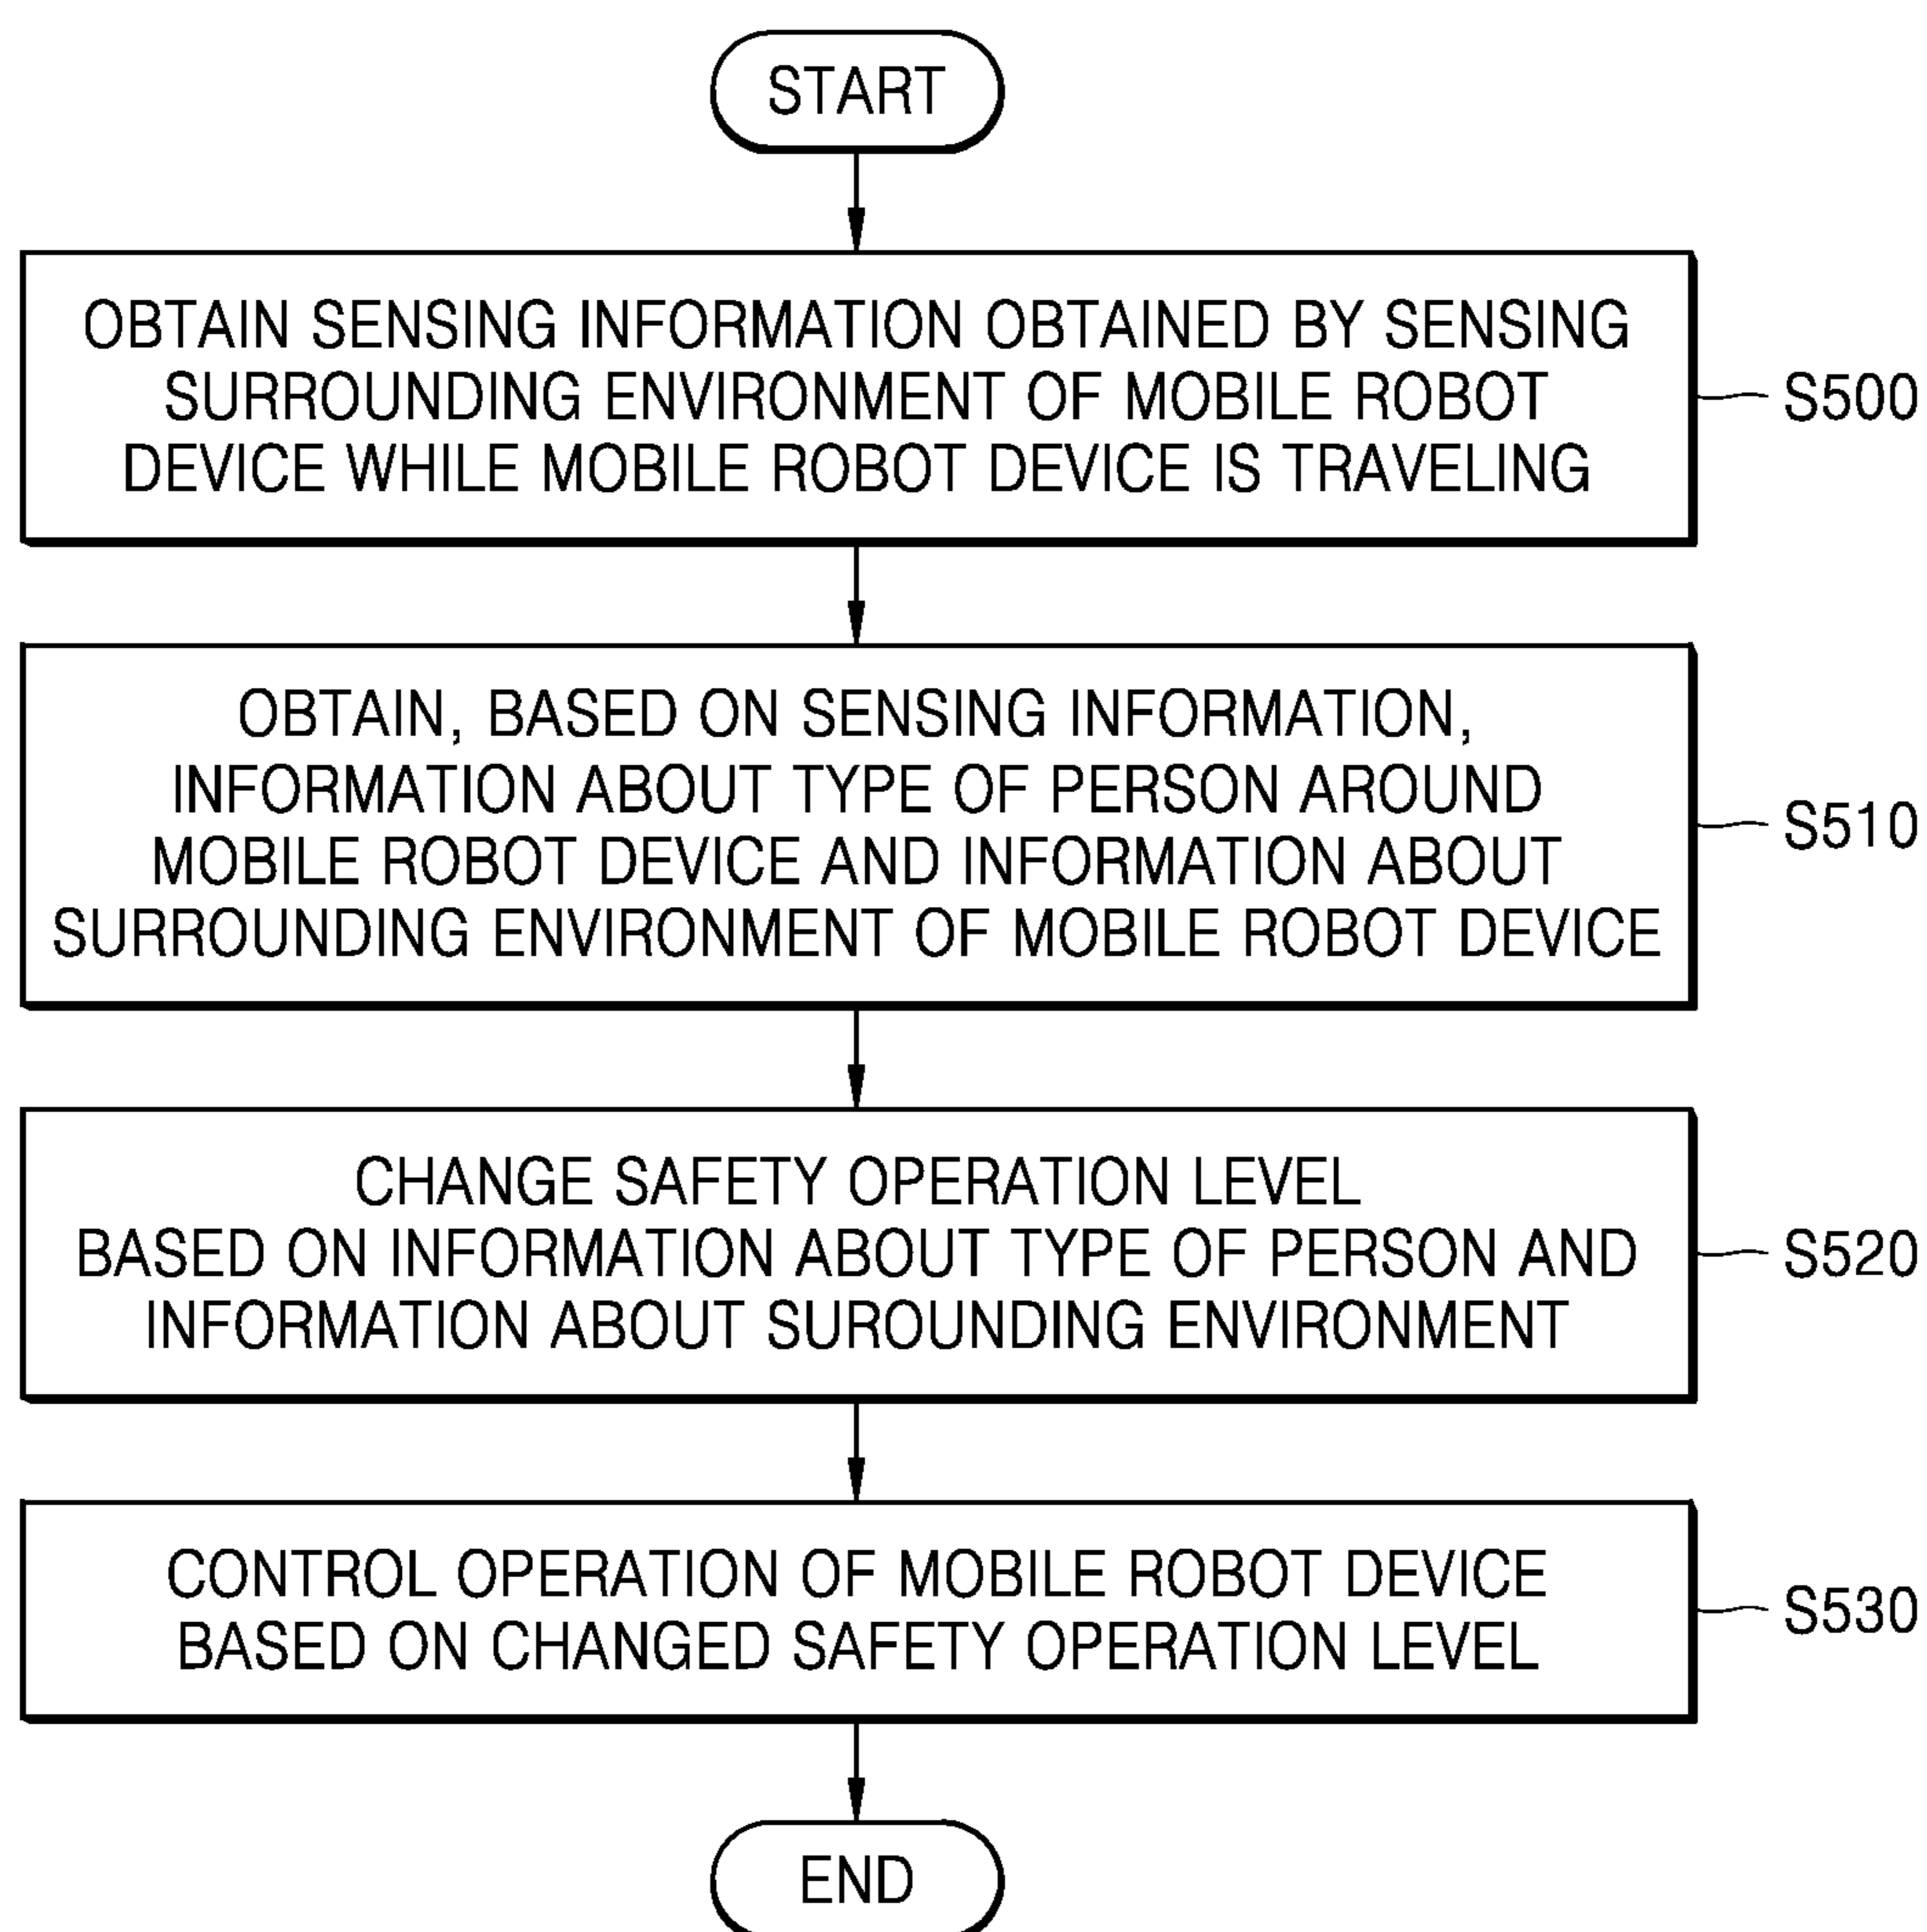 START
OBTAIN SENSING INFORMATION OBTAINED BY SENSING
SURROUNDING ENVIRONMENT OF MOBILE ROBOT
DEVICE WHILE MOBILE ROBOT DEVICE IS TRAVELING
S500
OBTAIN, BASED ON SENSING INFORMATION,
INFORMATION ABOUT TYPE OF PERSON AROUND
MOBILE ROBOT DEVICE AND INFORMATION ABOUT
SURROUNDING ENVIRONMENT OF MOBILE ROBOT DEVICE
S510
CHANGE SAFETY OPERATION LEVEL
BASED ON INFORMATION ABOUT TYPE OF PERSON AND
INFORMATION ABOUT SUROUNDING ENVIRONMENT
S520
CONTROL OPERATION OF MOBILE ROBOT DEVICE
BASED ON CHANGED SAFETY OPERATION LEVEL
S530
END